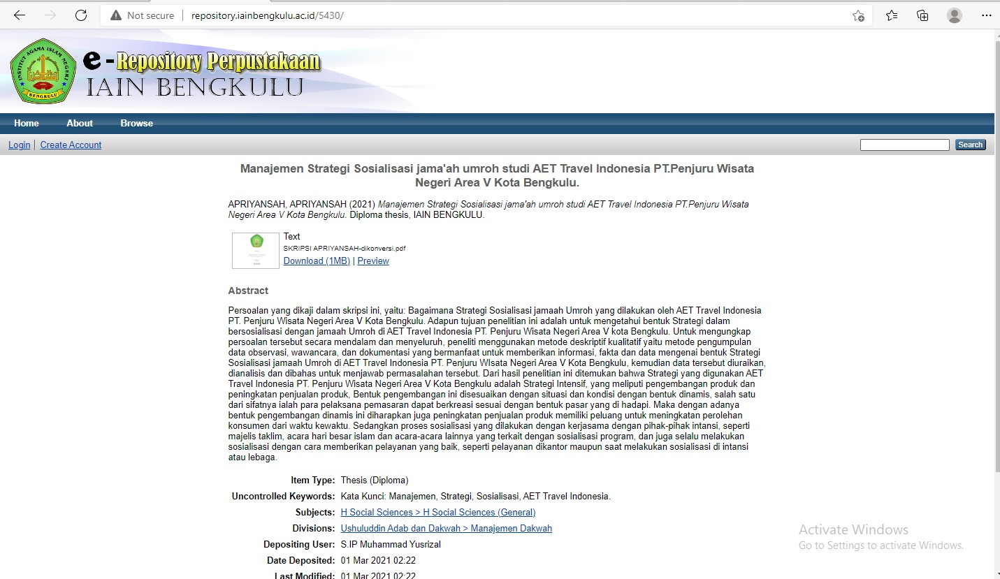 Not secure
repository.iainbengkulu.ac.id/5430/
INSTITUT AGAMA ISLAM NEGERI
BENGKULU
e - Repository Perpustakaan
IAIN BENGKULU
Home About Browse
Login Create Account
Search
Manajemen Strategi Sosialisasi jama'ah umroh studi AET Travel Indonesia PT.Penjuru Wisata
Negeri Area V Kota Bengkulu.
APRIYANSAH, APRIYANSAH (2021) Manajemen Strategi Sosialisasi jama'ah umroh studi AET Travel Indonesia PT.Penjuru Wisata
Negeri Area V Kota Bengkulu. Diploma thesis, IAIN BENGKULU.
Text
SKRIPSI APRIYANSAH-dikonversi.pdf
Download (1MB) | Preview
Abstract
Persoalan yang dikaji dalam skripsi ini, yaitu: Bagaimana Strategi Sosialisasi jamaah Umroh yang dilakukan oleh AET Travel Indonesia
PT. Penjuru Wisata Negeri Area V Kota Bengkulu. Adapun tujuan penelitian ini adalah untuk mengetahui bentuk Strategi dalam
bersosialisasi dengan jamaah Umroh di AET Travel Indonesia PT. Penjuru Wisata Negeri Area V kota Bengkulu. Untuk mengungkap
persoalan tersebut secara mendalam dan menyeluruh, peneliti menggunakan metode deskriptif kualitatif yaitu metode pengumpulan
data observasi, wawancara, dan dokumentasi yang bermanfaat untuk memberikan informasi, fakta dan data mengenai bentuk Strategi
Sosialisasi jamaah Umroh di AET Travel Indonesia PT. Penjuru WIsata Negeri Area V Kota Bengkulu, kemudian data tersebut diuraikan,
dianalisis dan dibahas untuk menjawab permasalahan tersebut. Dari hasil penelitian ini ditemukan bahwa Strategi yang digunakan AET
Travel Indonesia PT. Penjuru Wisata Negeri Area V Kota Bengkulu adalah Strategi Intensif, yang meliputi pengembangan produk dan
peningkatan penjualan produk, Bentuk pengembangan ini disesuaikan dengan situasi dan kondisi dengan bentuk dinamis, salah satu
dari sifatnya ialah para pelaksana pemasaran dapat berkreasi sesuai dengan bentuk pasar yang di hadapi. Maka dengan adanya
bentuk pengembangan dinamis ini diharapkan juga peningkatan penjualan produk memiliki peluang untuk meningkatan perolehan
konsumen dari waktu kewaktu. Sedangkan proses sosialisasi yang dilakukan dengan kerjasama dengan pihak-pihak intansi, seperti
majelis taklim, acara hari besar islam dan acara-acara lainnya yang terkait dengan sosialisasi program, dan juga selalu melakukan
sosialisasi dengan cara memberikan pelayanan yang baik, seperti pelayanan dikantor maupun saat melakukan sosialisasi di intansi
atau lebaga.
Item Type: Thesis (Diploma)
Uncontrolled Keywords: Kata Kunci: Manajemen, Strategi, Sosialisasi, AET Travel Indonesia.
Subjects: H Social Sciences > H Social Sciences (General)
Divisions: Ushuluddin Adab dan Dakwah > Manajemen Dakwah
Depositing User: S.IP Muhammad Yusrizal
Date Deposited: 01 Mar 2021 02:22
Last Modified: 01 Mar 2021 02:22
Activate Windows
Go to Settings to activate Windows.